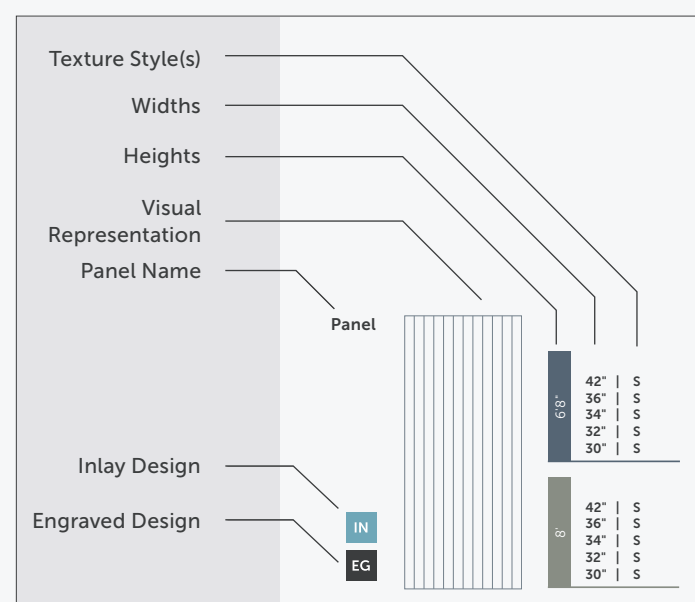 Texture Style(s)
Widths
Heights
Visual
Representation
Panel Name
Panel
6'8"
42" | S
36" | S
34" | S
32" | S
30" | S
Inlay Design
IN
Engraved Design
EG
8'
42" | S
36" | S
34" | S
32" | S
30" | S